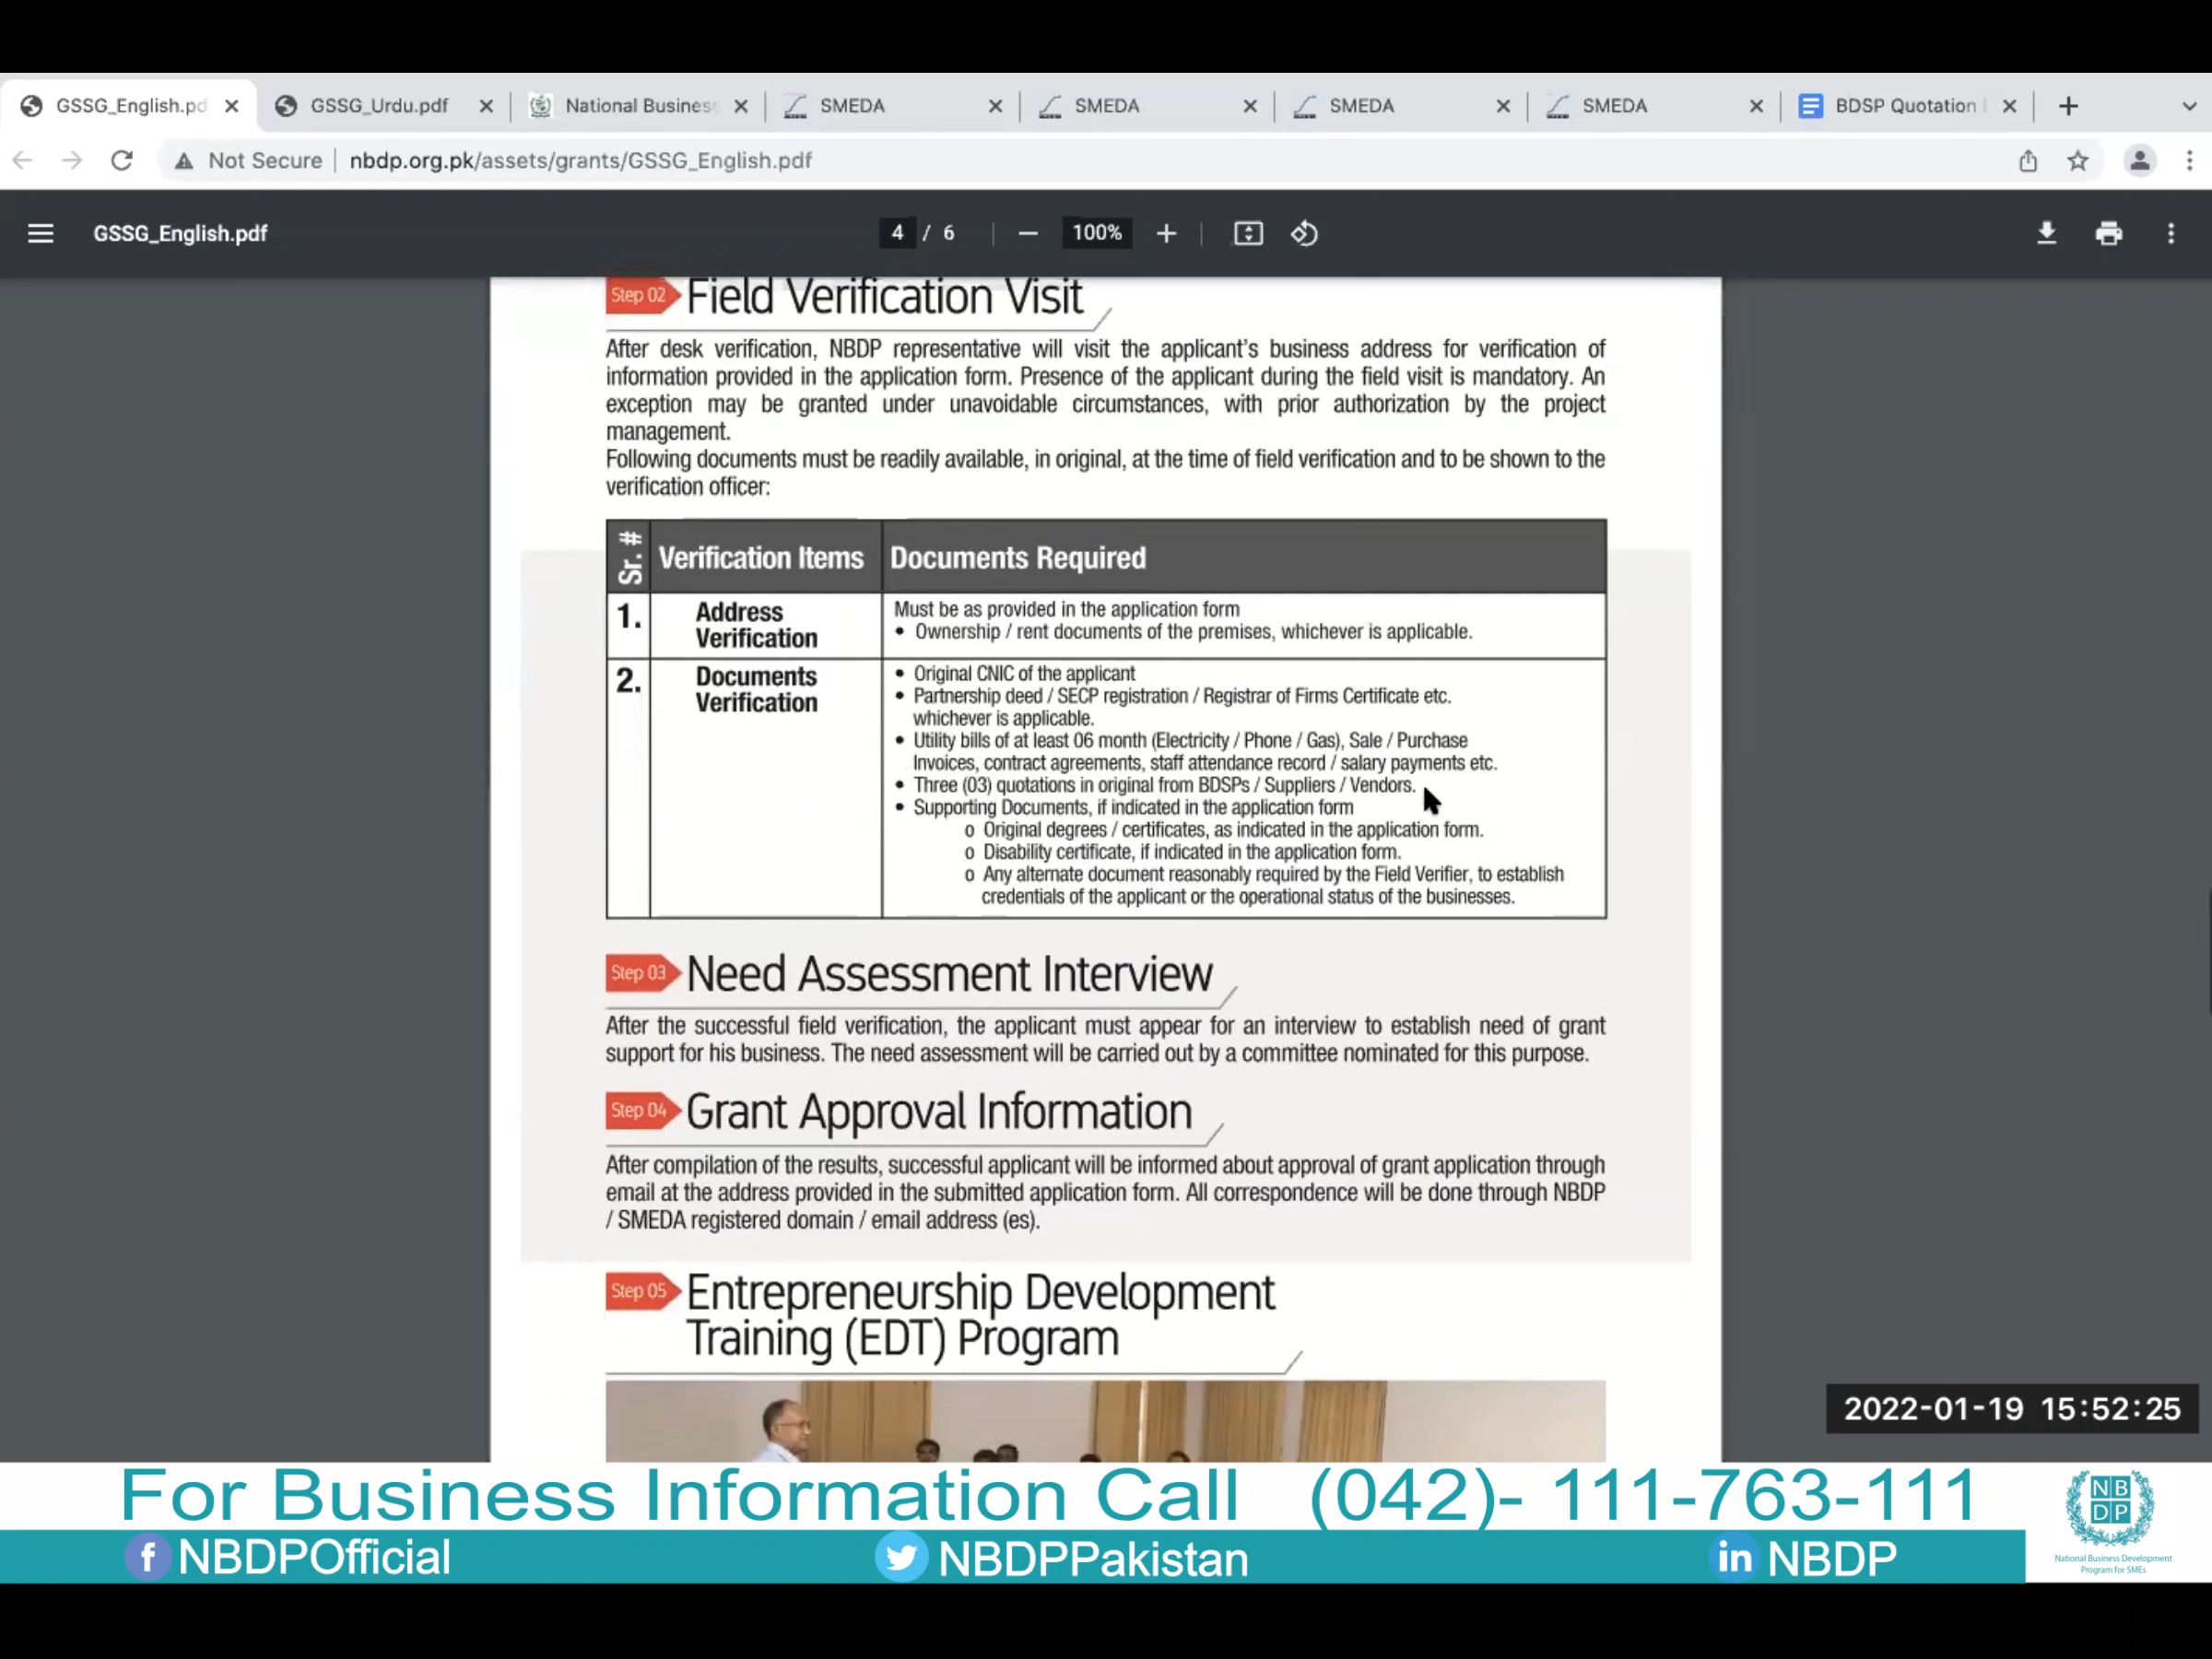 GSSG_English.pd
GSSG_Urdu.pdf
National Busines
SMEDA
SMEDA
SMEDA
SMEDA
BDSP Quotation
Not Secure
nbdp.org.pk/assets/grants/GSSG_English.pdf
GSSG_English.pdf
4 / 6
100%
Step 02 Field Verification Visit
After desk verification, NBDP representative will visit the applicant's business address for verification of
information provided in the application form. Presence of the applicant during the field visit is mandatory. An
exception may be granted under unavoidable circumstances, with prior authorization by the project
management.
Following documents must be readily available, in original, at the time of field verification and to be shown to the
verification officer:
Sr. # Verification Items Documents Required
1. Address Verification
Must be as provided in the application form
• Ownership / rent documents of the premises, whichever is applicable.
2. Documents Verification
• Original CNIC of the applicant
• Partnership deed / SECP registration / Registrar of Firms Certificate etc.
whichever is applicable.
• Utility bills of at least 06 month (Electricity / Phone / Gas), Sale / Purchase
Invoices, contract agreements, staff attendance record / salary payments etc.
• Three (03) quotations in original from BDSPs / Suppliers / Vendors.
• Supporting Documents, if indicated in the application form
o Original degrees / certificates, as indicated in the application form.
o Disability certificate, if indicated in the application form.
o Any alternate document reasonably required by the Field Verifier, to establish
credentials of the applicant or the operational status of the businesses.
Step 03 Need Assessment Interview
After the successful field verification, the applicant must appear for an interview to establish need of grant
support for his business. The need assessment will be carried out by a committee nominated for this purpose.
Step 04 Grant Approval Information
After compilation of the results, successful applicant will be informed about approval of grant application through
email at the address provided in the submitted application form. All correspondence will be done through NBDP
/ SMEDA registered domain / email address (es).
Step 05 Entrepreneurship Development
Training (EDT) Program
2022-01-19 15:52:25
For Business Information Call (042)- 111-763-111
NBDPOfficial
NBDPPakistan
NBDP
NB
DP
National Business Development
Program for SMEs